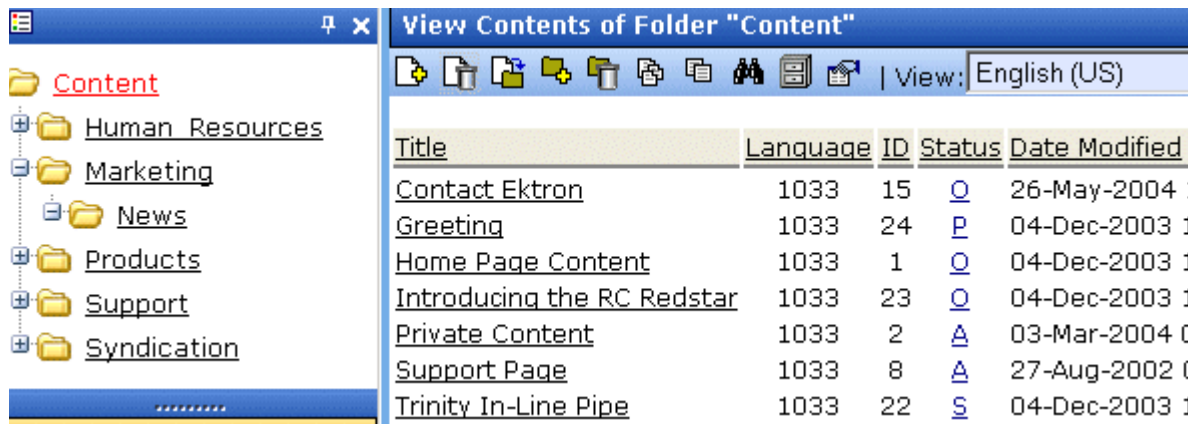 View Contents of Folder "Content"
| View: English (US)
Content
Human Resources
Marketing
News
Products
Support
Syndication
Title Language ID Status Date Modified
Contact Ektron 1033 15 O 26-May-2004
Greeting 1033 24 P 04-Dec-2003
Home Page Content 1033 1 O 04-Dec-2003
Introducing the RC Redstar 1033 23 O 04-Dec-2003
Private Content 1033 2 A 03-Mar-2004
Support Page 1033 8 A 27-Aug-2002
Trinity In-Line Pipe 1033 22 S 04-Dec-2003